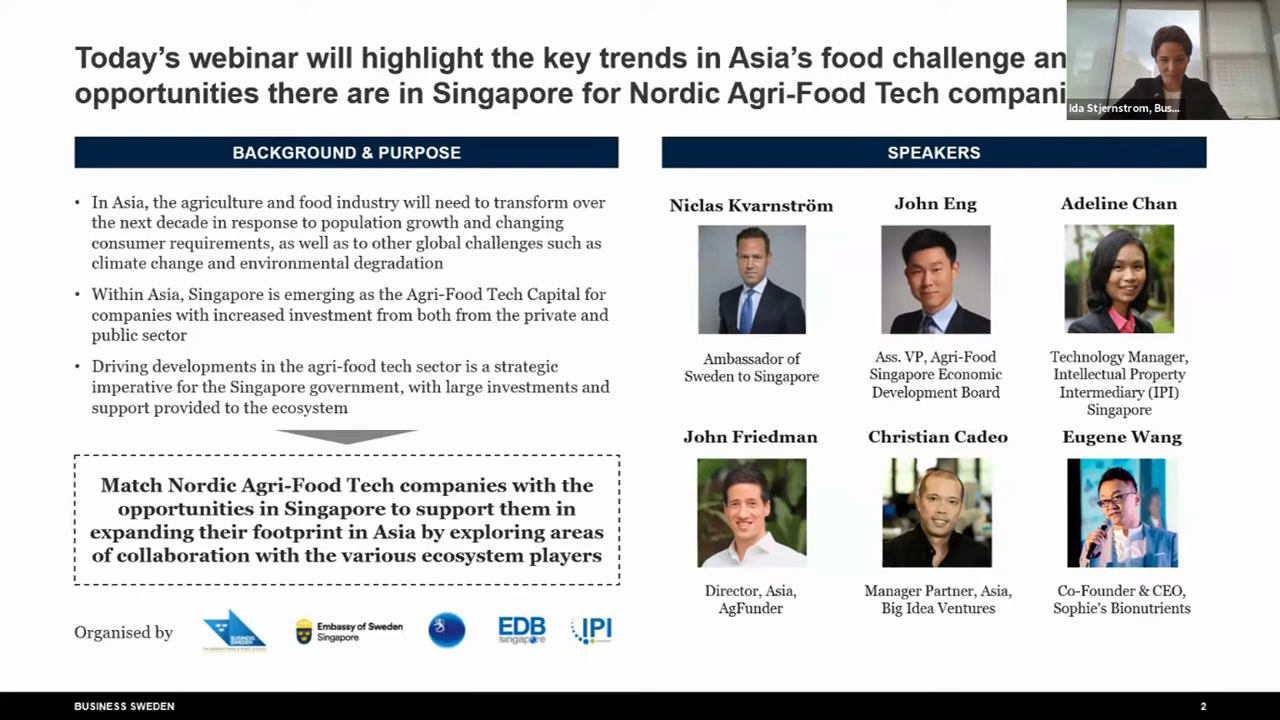 Today's webinar will highlight the key trends in Asia's food challenge an
opportunities there are in Singapore for Nordic Agri-Food Tech compani
Ida Stjernstrom, Bus...
BACKGROUND & PURPOSE
• In Asia, the agriculture and food industry will need to transform over
the next decade in response to population growth and changing
consumer requirements, as well as to other global challenges such as
climate change and environmental degradation
• Within Asia, Singapore is emerging as the Agri-Food Tech Capital for
companies with increased investment from both from the private and
public sector
• Driving developments in the agri-food tech sector is a strategic
imperative for the Singapore government, with large investments and
support provided to the ecosystem
Match Nordic Agri-Food Tech companies with the
opportunities in Singapore to support them in
expanding their footprint in Asia by exploring areas
of collaboration with the various ecosystem players
Organised by
BUSINESS
SWEDEN
Embassy of Sweden
Singapore
EDB
singapore
IPI
SPEAKERS
Niclas Kvarnström
Ambassador of
Sweden to Singapore
John Eng
Ass. VP, Agri-Food
Singapore Economic
Development Board
Adeline Chan
Technology Manager,
Intellectual Property
Intermediary (IPI)
Singapore
John Friedman
Director, Asia,
AgFunder
Christian Cadeo
Manager Partner, Asia,
Big Idea Ventures
Eugene Wang
Co-Founder & CEO,
Sophie's Bionutrients
BUSINESS SWEDEN
2